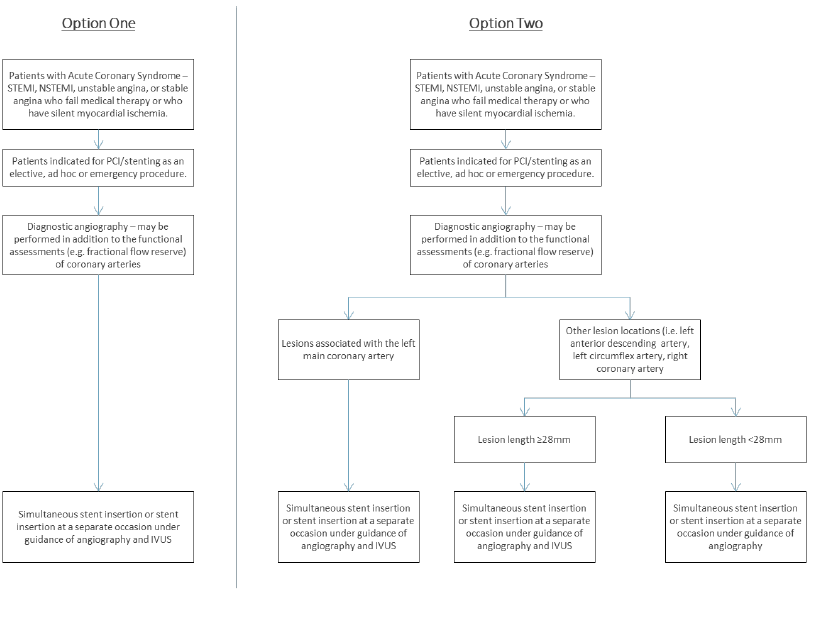 Option One
Patients with Acute Coronary Syndrome –
STEMI, NSTEMI, unstable angina, or stable
angina who fail medical therapy or who
have silent myocardial ischemia.
Patients indicated for PCI/stenting as an
elective, ad hoc or emergency procedure.
Diagnostic angiography – may be
performed in addition to the functional
assessments (e.g. fractional flow reserve)
of coronary arteries
Simultaneous stent insertion or stent
insertion at a separate occasion under
guidance of angiography and IVUS
Option Two
Patients with Acute Coronary Syndrome –
STEMI, NSTEMI, unstable angina, or stable
angina who fail medical therapy or who
have silent myocardial ischemia.
Patients indicated for PCI/stenting as an
elective, ad hoc or emergency procedure.
Diagnostic angiography – may be
performed in addition to the functional
assessments (e.g. fractional flow reserve)
of coronary arteries
Lesions associated with the left
main coronary artery
Other lesion locations (i.e. left
anterior descending artery,
left circumflex artery, right
coronary artery
Lesion length ≥28mm
Lesion length <28mm
Simultaneous stent insertion
or stent insertion at a separate
occasion under guidance of
angiography and IVUS
Simultaneous stent insertion
or stent insertion at a separate
occasion under guidance of
angiography and IVUS
Simultaneous stent insertion
or stent insertion at a separate
occasion under guidance of
angiography